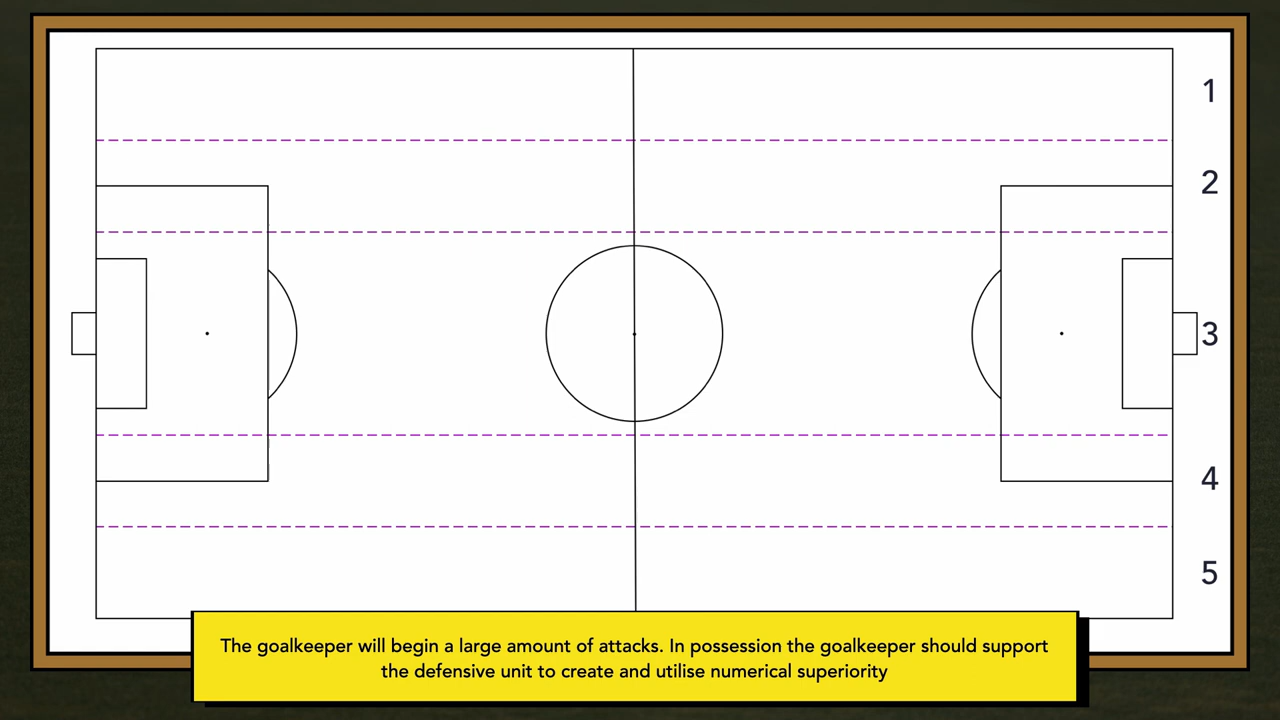 1
2
3
4
5
The goalkeeper will begin a large amount of attacks. In possession the goalkeeper should support
the defensive unit to create and utilise numerical superiority